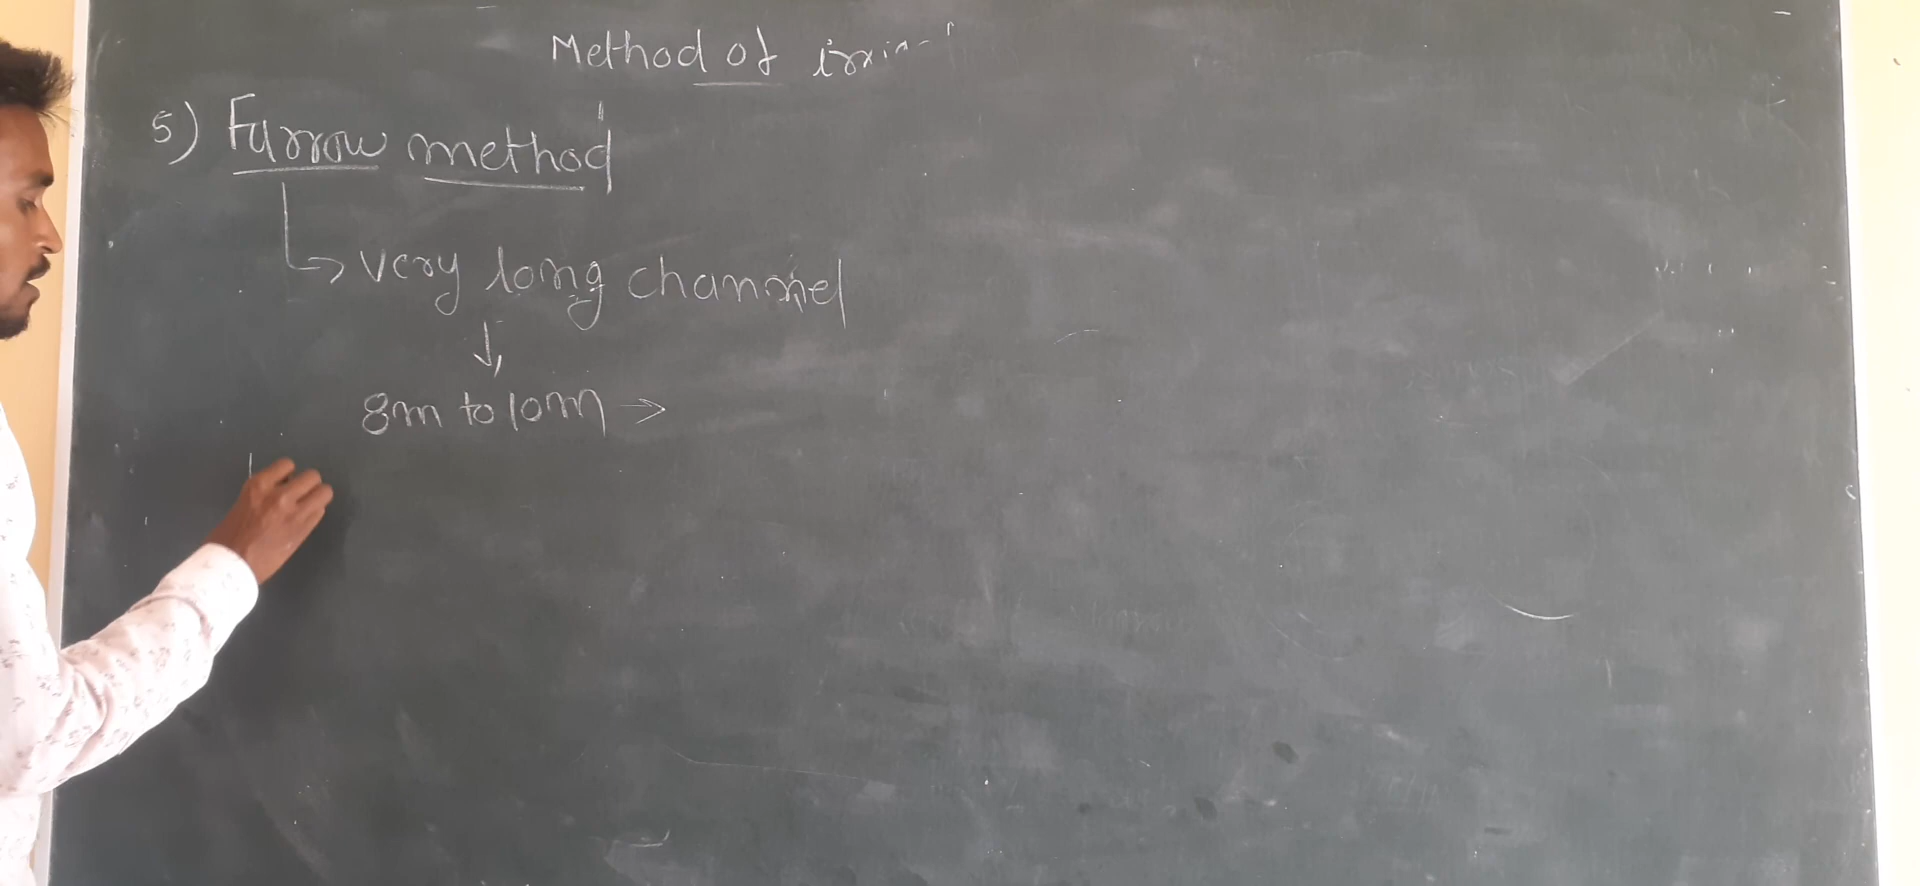 Method of
5) Furrow method
↳ very long channel
↓
8m to 10m →